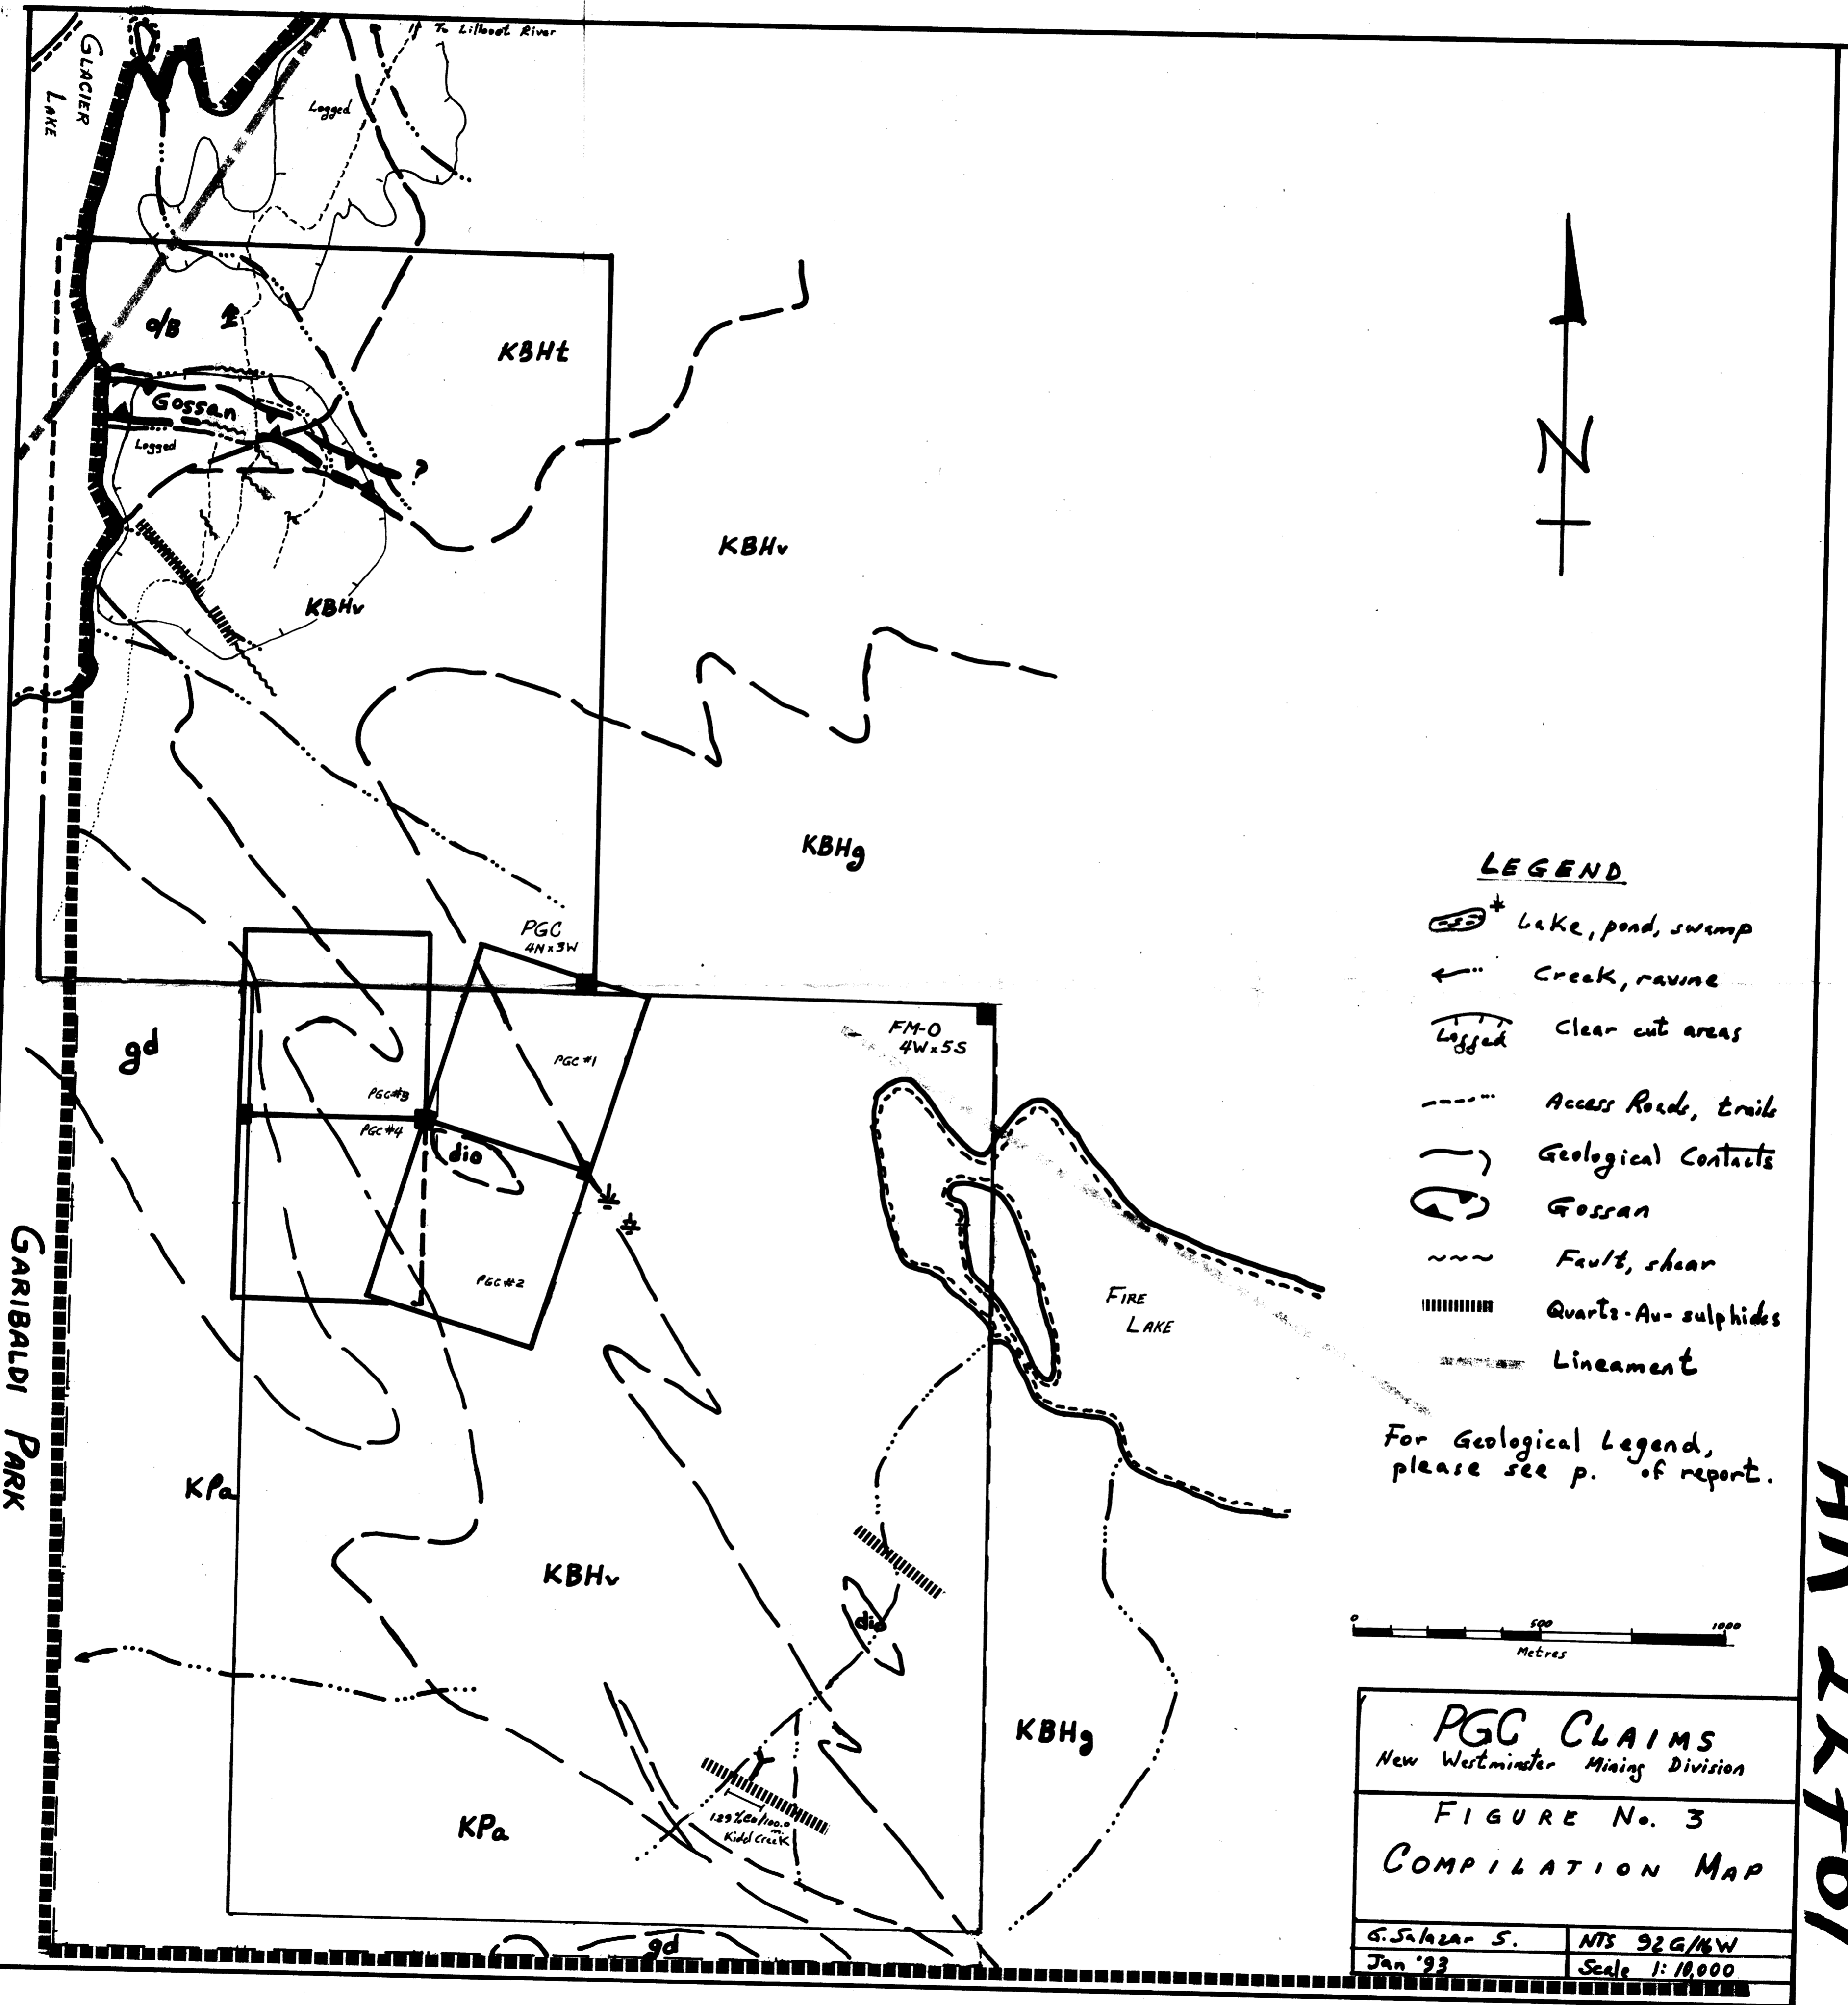 To Lillooet River
GLACIER
LAKE
Logged
o/B
KBHt
Gossan
Logged
?
KBHv
KBHv
N
KBHg
PGC
4N x 3W
FM-O
4W x 5S
gd
PGC #1
PGC #3
PGC #4
dio
PGC #2
FIRE
LAKE
GARIBALDI PARK
KPa
KBHv
dio
KBHg
KPa
Kidd Creek
gd
LEGEND
Lake, pond, swamp
Creek, ravine
Logged
Clear cut areas
Access Roads, trails
Geological Contacts
Gossan
Fault, shear
Quartz-Au-sulphides
Lineament
For Geological Legend,
please see p. of report.
0 500 1000
Metres
PGC CLAIMS
New Westminster Mining Division
FIGURE No. 3
COMPILATION MAP
G. Salazar S.
NTS 92 G/16W
Jan '93
Scale 1: 10,000